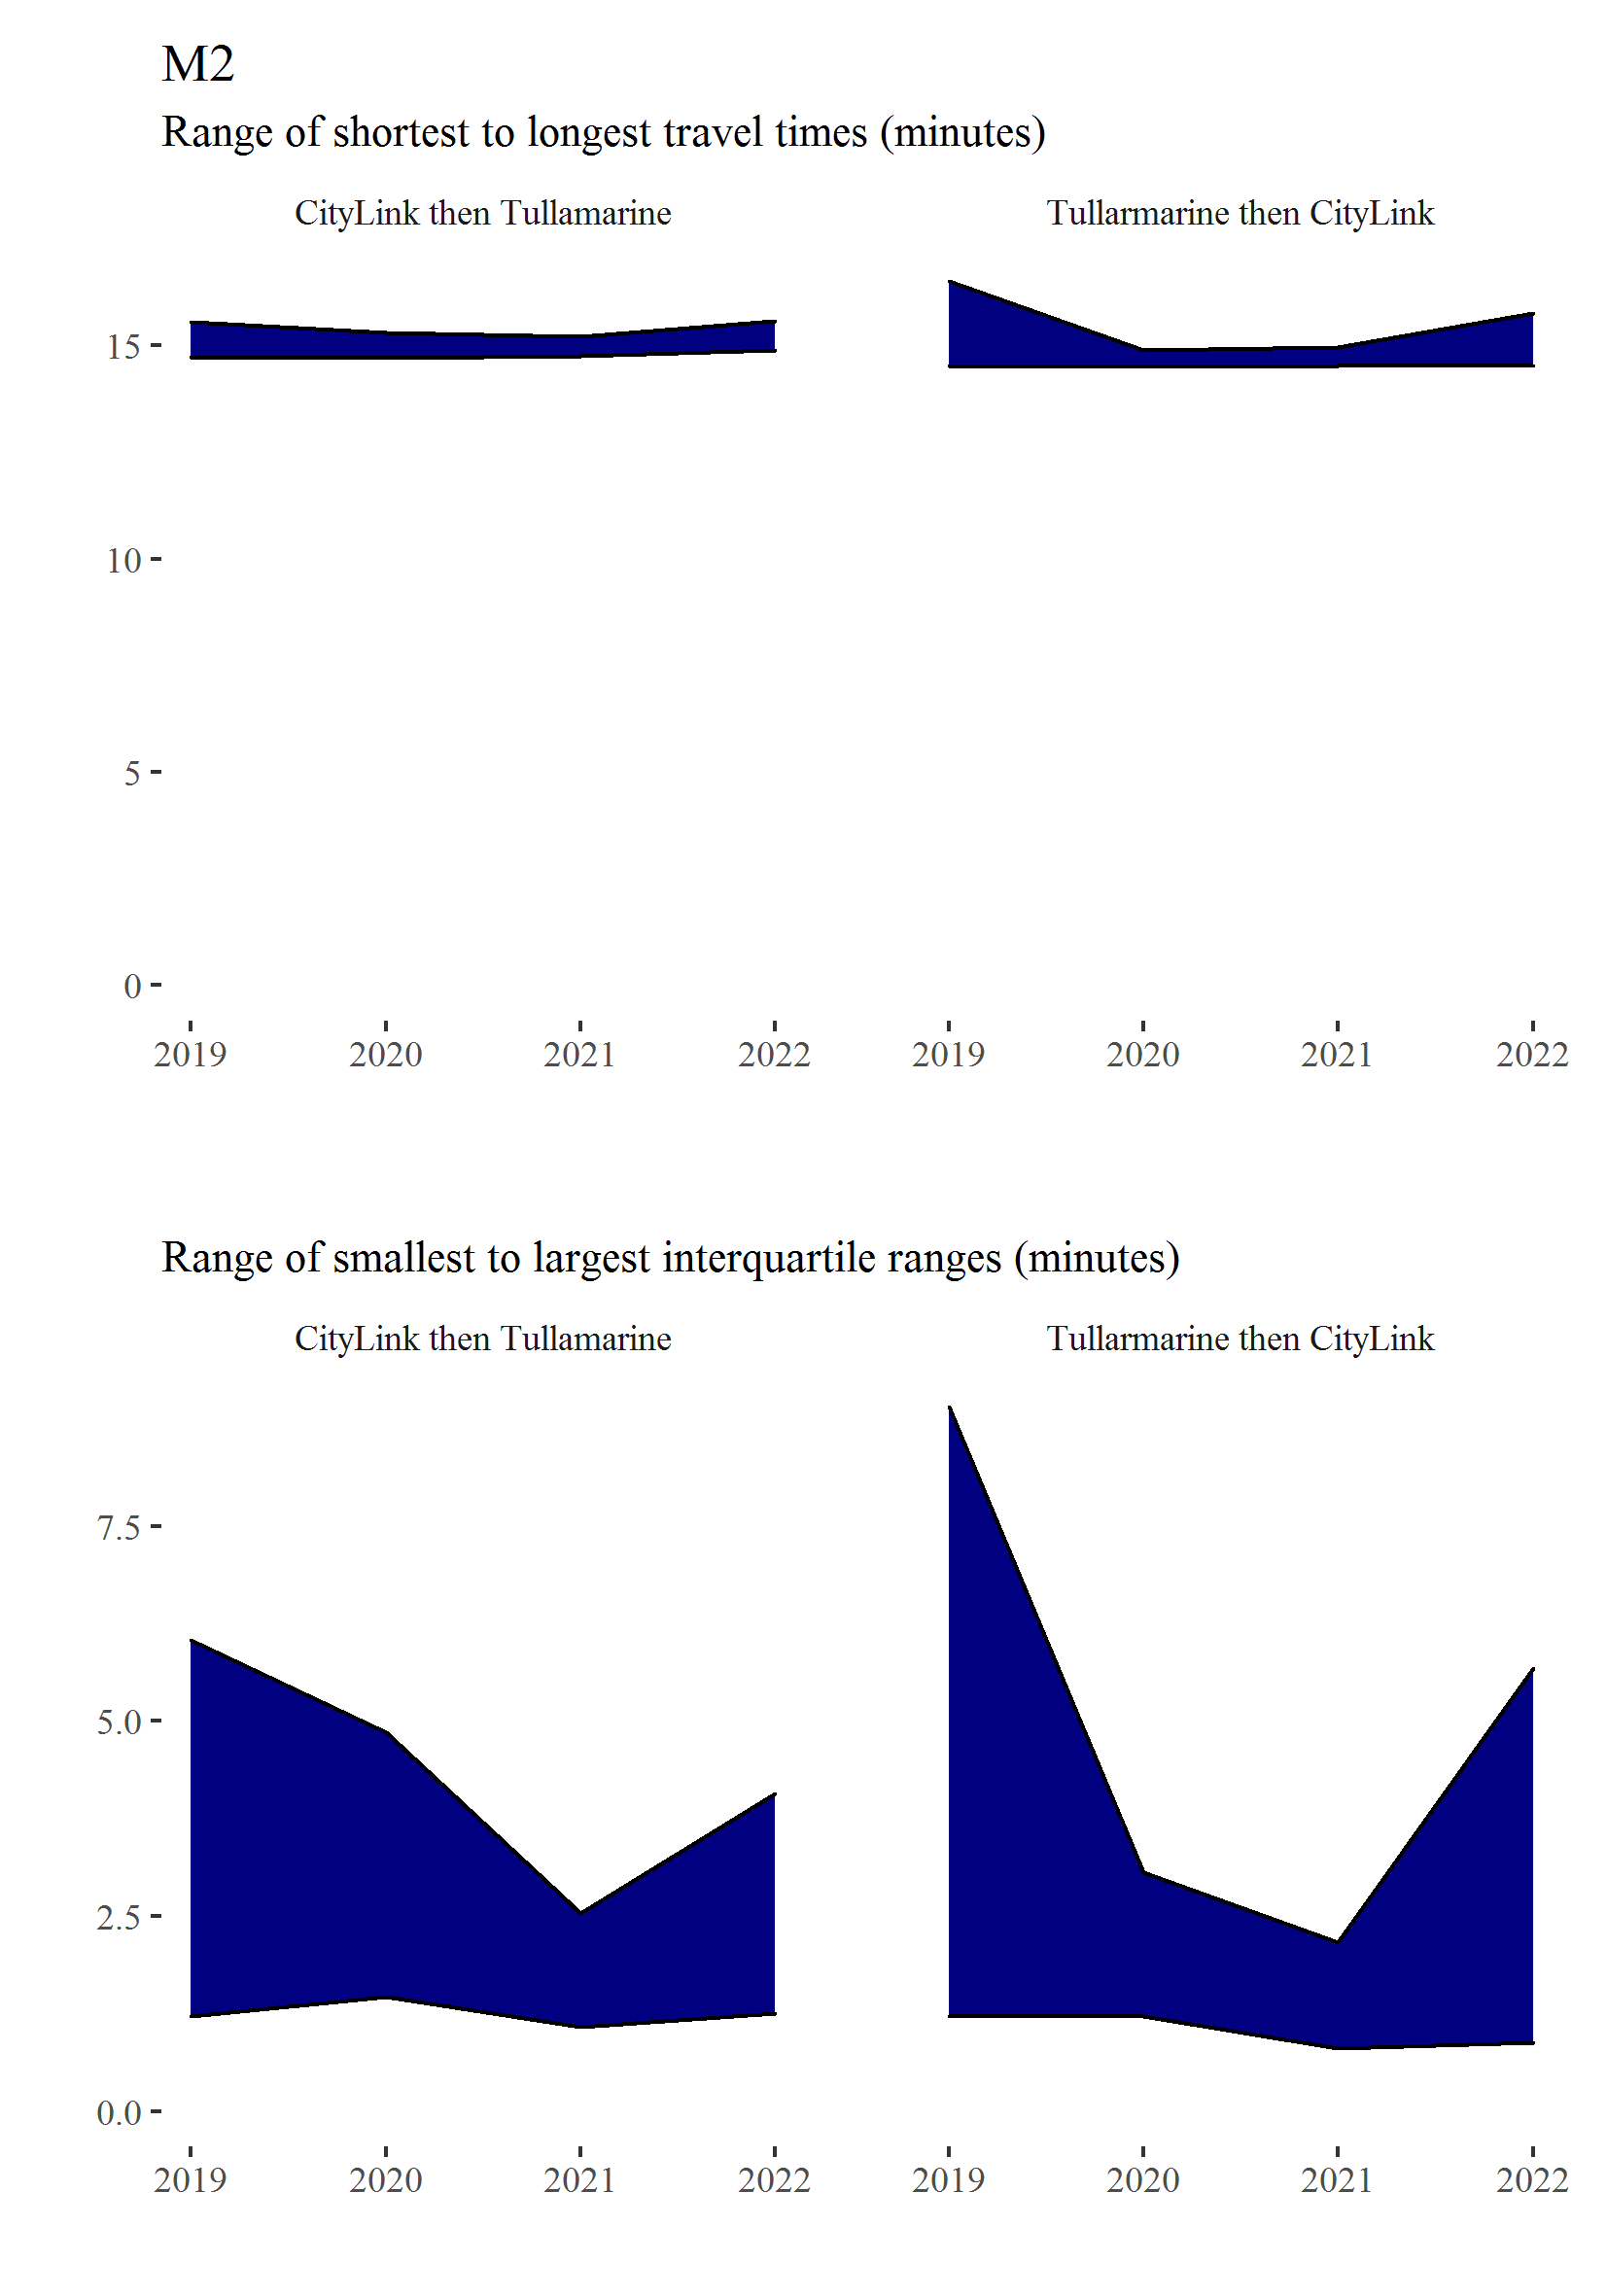 M2
Range of shortest to longest travel times (minutes)
CityLink then Tullamarine
Tullarmarine then CityLink
15
10
5
0
2019 2020 2021 2022 2019 2020 2021 2022
Range of smallest to largest interquartile ranges (minutes)
CityLink then Tullamarine
Tullarmarine then CityLink
7.5
5.0
2.5
0.0
2019 2020 2021 2022 2019 2020 2021 2022